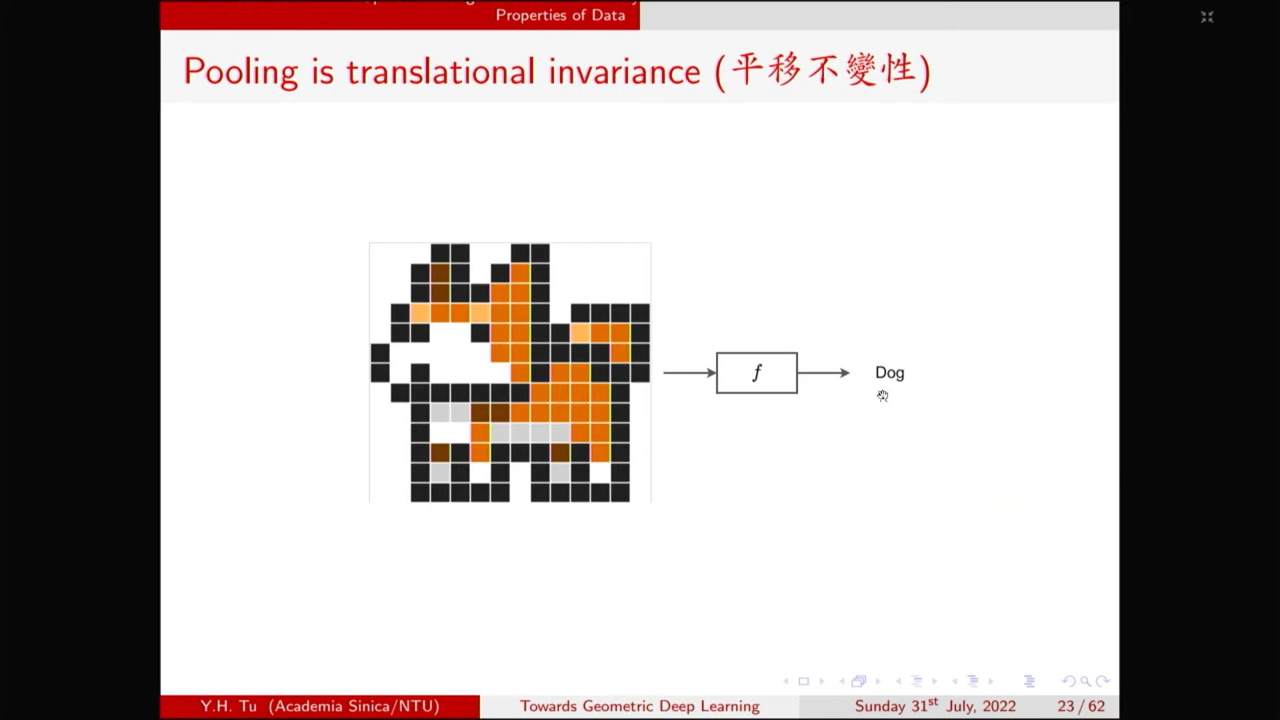 Properties of Data
Pooling is translational invariance (平移不變性)
f
Dog
Y.H. Tu (Academia Sinica/NTU)
Towards Geometric Deep Learning
Sunday 31st July, 2022
23 / 62